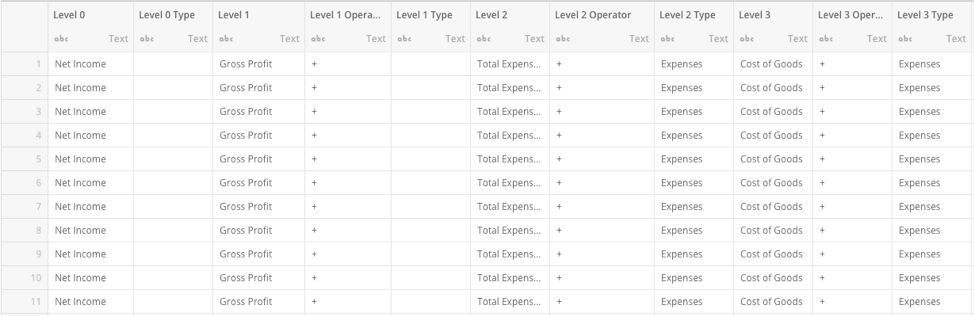 Level 0 Level 0 Type Level 1 Level 1 Opera... Level 1 Type Level 2 Level 2 Operator Level 2 Type Level 3 Level 3 Oper... Level 3 Type
abc Text abc Text abc Text abc Text abc Text abc Text abc Text abc Text abc Text abc Text abc Text
1 Net Income Gross Profit + Total Expens... + Expenses Cost of Goods + Expenses
2 Net Income Gross Profit + Total Expens... + Expenses Cost of Goods + Expenses
3 Net Income Gross Profit + Total Expens... + Expenses Cost of Goods + Expenses
4 Net Income Gross Profit + Total Expens... + Expenses Cost of Goods + Expenses
5 Net Income Gross Profit + Total Expens... + Expenses Cost of Goods + Expenses
6 Net Income Gross Profit + Total Expens... + Expenses Cost of Goods + Expenses
7 Net Income Gross Profit + Total Expens... + Expenses Cost of Goods + Expenses
8 Net Income Gross Profit + Total Expens... + Expenses Cost of Goods + Expenses
9 Net Income Gross Profit + Total Expens... + Expenses Cost of Goods + Expenses
10 Net Income Gross Profit + Total Expens... + Expenses Cost of Goods + Expenses
11 Net Income Gross Profit + Total Expens... + Expenses Cost of Goods + Expenses